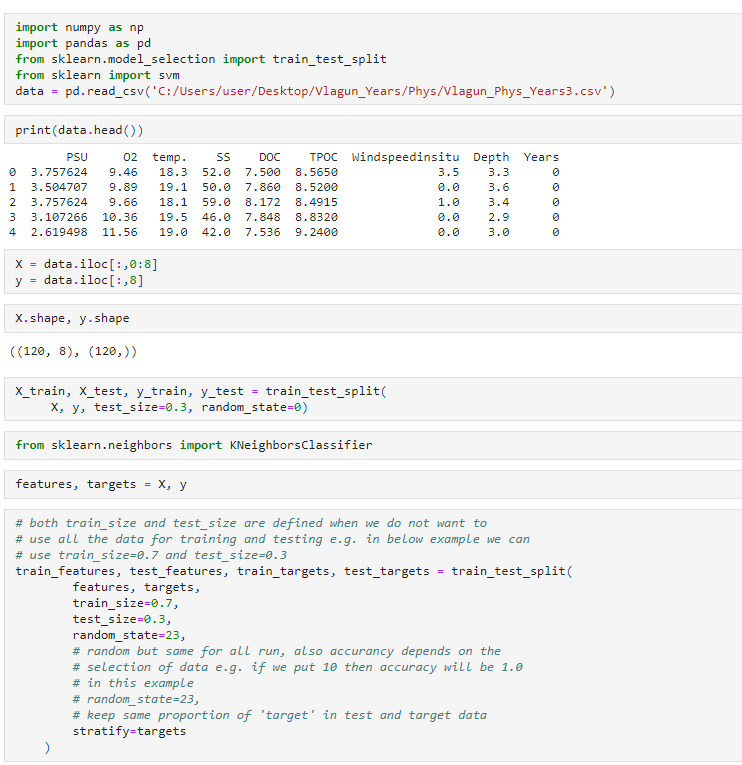 import numpy as np
import pandas as pd
from sklearn.model_selection import train_test_split
from sklearn import svm
data = pd.read_csv('C:/Users/user/Desktop/Vlagun_Years/Phys/Vlagun_Phys_Years3.csv')
print(data.head())
PSU O2 temp. SS DOC TPOC Windspeedinsitu Depth Years
0 3.757624 9.46 18.3 52.0 7.500 8.5650 3.5 3.3 0
1 3.504707 9.89 19.1 50.0 7.860 8.5200 0.0 3.6 0
2 3.757624 9.66 18.1 59.0 8.172 8.4915 1.0 3.4 0
3 3.107266 10.36 19.5 46.0 7.848 8.8320 0.0 2.9 0
4 2.619498 11.56 19.0 42.0 7.536 9.2400 0.0 3.0 0
X = data.iloc[:,0:8]
y = data.iloc[:,8]
X.shape, y.shape
((120, 8), (120,))
X_train, X_test, y_train, y_test = train_test_split(
X, y, test_size=0.3, random_state=0)
from sklearn.neighbors import KNeighborsClassifier
features, targets = X, y
# both train_size and test_size are defined when we do not want to
# use all the data for training and testing e.g. in below example we can
# use train_size=0.7 and test_size=0.3
train_features, test_features, train_targets, test_targets = train_test_split(
features, targets,
train_size=0.7,
test_size=0.3,
random_state=23,
# random but same for all run, also accurancy depends on the
# selection of data e.g. if we put 10 then accuracy will be 1.0
# in this example
# random_state=23,
# keep same proportion of 'target' in test and target data
stratify=targets
)